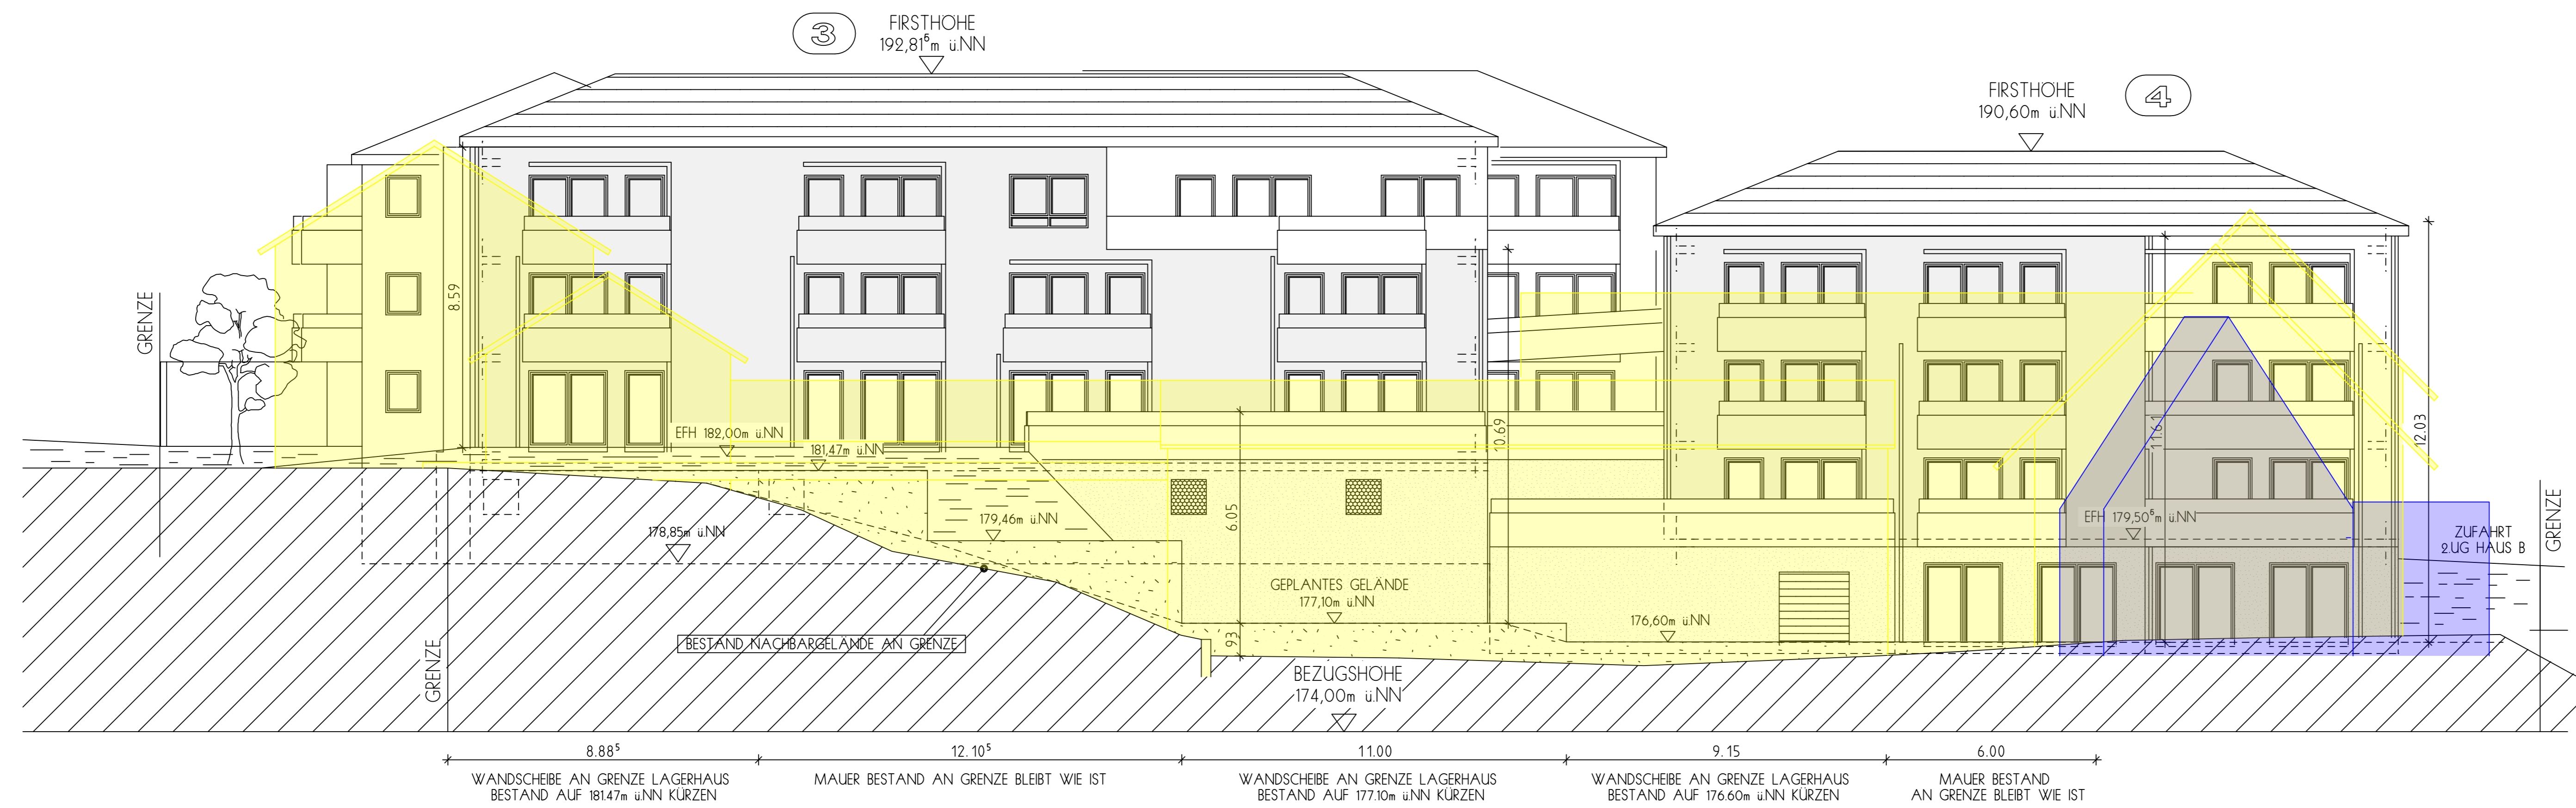 3
FIRSTHÖHE
192,81⁵m ü.NN
FIRSTHÖHE
190,60m ü.NN
4
GRENZE
8.59
EFH 182,00m ü.NN
181,47m ü.NN
10.69
11.61
12.03
6.05
179,46m ü.NN
178,85m ü.NN
EFH 179,50⁵m ü.NN
ZUFAHRT
2.UG HAUS B
GRENZE
GEPLANTES GELÄNDE
177,10m ü.NN
176,60m ü.NN
93
BESTAND NACHBARGELÄNDE AN GRENZE
GRENZE
BEZUGSHÖHE
174,00m ü.NN
8.88⁵
12.10⁵
11.00
9.15
6.00
WANDSCHEIBE AN GRENZE LAGERHAUS
BESTAND AUF 181.47m ü.NN KÜRZEN
MAUER BESTAND AN GRENZE BLEIBT WIE IST
WANDSCHEIBE AN GRENZE LAGERHAUS
BESTAND AUF 177.10m ü.NN KÜRZEN
WANDSCHEIBE AN GRENZE LAGERHAUS
BESTAND AUF 176.60m ü.NN KÜRZEN
MAUER BESTAND
AN GRENZE BLEIBT WIE IST